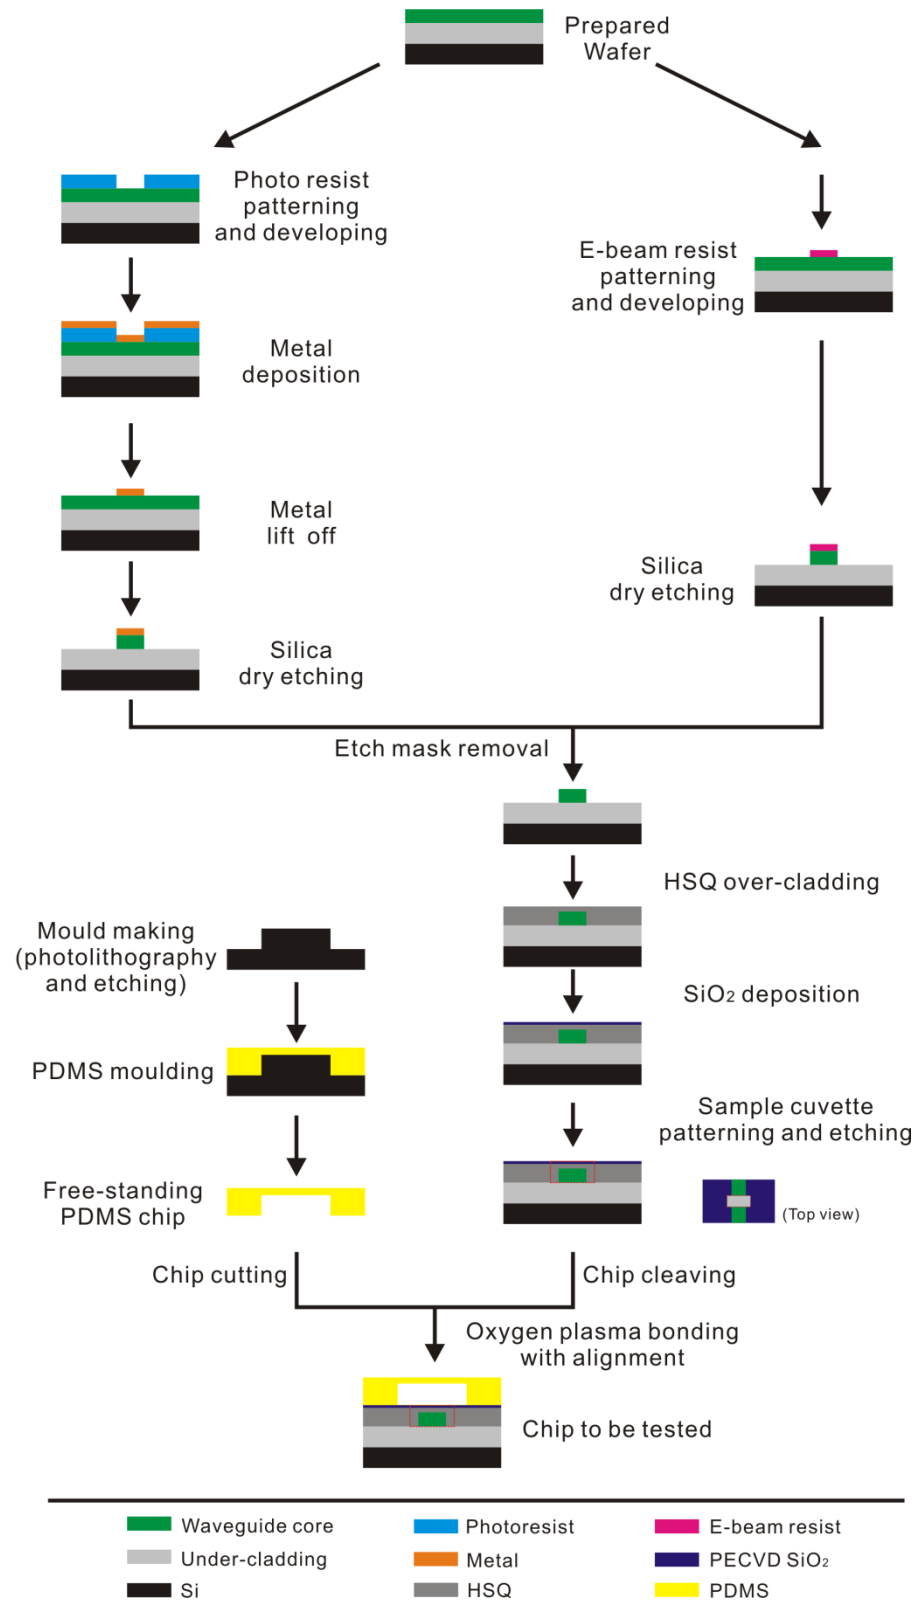 Prepared
Wafer
Photo resist
patterning
and developing
E-beam resist
patterning
and developing
Metal
deposition
Metal
lift off
Silica
dry etching
Silica
dry etching
Etch mask removal
HSQ over-cladding
Mould making
(photolithography
and etching)
SiO₂ deposition
PDMS moulding
Sample cuvette
patterning and etching
Free-standing
PDMS chip
(Top view)
Chip cutting
Chip cleaving
Oxygen plasma bonding
with alignment
Chip to be tested
Waveguide core
Photoresist
E-beam resist
Under-cladding
Metal
PECVD SiO₂
Si
HSQ
PDMS